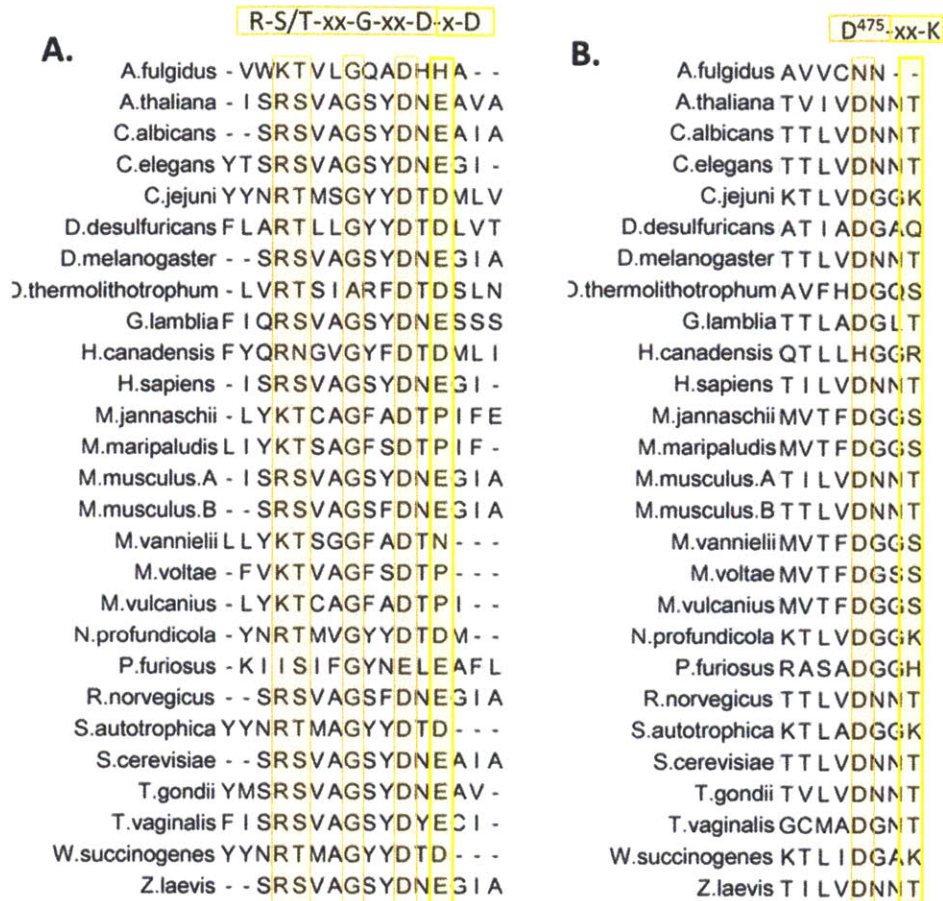 R-S/T-xx-G-xx-D-x-D
D⁴⁷⁵-xx-K
A.
B.
A.fulgidus - VWKTVLGQADHHA - -
A.thaliana - ISRSVAGSYDNEAVA
C.albicans - - SRSVAGSYDNEAIA
C.elegans YTSRSVAGSYDNEGI -
C.jejuni YYNRTMSGYYDTDMLV
D.desulfuricans FLARTLLGYYDTDLVT
D.melanogaster - - SRSVAGSYDNEGIA
D.thermolithotrophum - LVRTSIARFDTDSLN
G.lamblia FIQRSVAGSYDNESSS
H.canadensis FYQRNGVGYFDTDMLI
H.sapiens - ISRSVAGSYDNEGI -
M.jannaschii - LYKTCAGFADTPIFE
M.maripaludis LIYKTSAGFSDTPIF -
M.musculus.A - ISRSVAGSYDNEGIA
M.musculus.B - - SRSVAGSFDNEGIA
M.vannielii LLYKTSGGFADTN - - -
M.voltae - FVKTVAGFSDTP - - -
M.vulcanius - LYKTCAGFADTPI - -
N.profundicola - YNRTMVGYYDTDM - -
P.furiosus - KIISIFGYNELEAFL
R.norvegicus - - SRSVAGSFDNEGIA
S.autotrophica YYNRTMAGYYDTD - - -
S.cerevisiae - - SRSVAGSYDNEAIA
T.gondii YMSRSVAGSYDNEAV -
T.vaginalis FISRSVAGSYDYECI -
W.succinogenes YYNRTMAGYYDTD - - -
Z.laevis - - SRSVAGSYDNEGIA
A.fulgidus AVVCNN - -
A.thaliana TVIVDNNT
C.albicans TTLVDNNT
C.elegans TTLVDNNT
C.jejuni KTLVDGGK
D.desulfuricans ATIADGAQ
D.melanogaster TTLVDNNT
D.thermolithotrophum AVFHDGQS
G.lamblia TTLADGLT
H.canadensis QTLLHGGR
H.sapiens TILVDNNT
M.jannaschii MVTFDGGS
M.maripaludis MVTFDGGS
M.musculus.A TILVDNNT
M.musculus.B TTLVDNNT
M.vannielii MVTFDGGS
M.voltae MVTFDGSS
M.vulcanius MVTFDGGS
N.profundicola KTLVDGGK
P.furiosus RASADGGH
R.norvegicus TTLVDNNT
S.autotrophica KTLADGGK
S.cerevisiae TTLVDNNT
T.gondii TVLVDNNT
T.vaginalis GCMADGNT
W.succinogenes KTLIDGAK
Z.laevis TILVDNNT